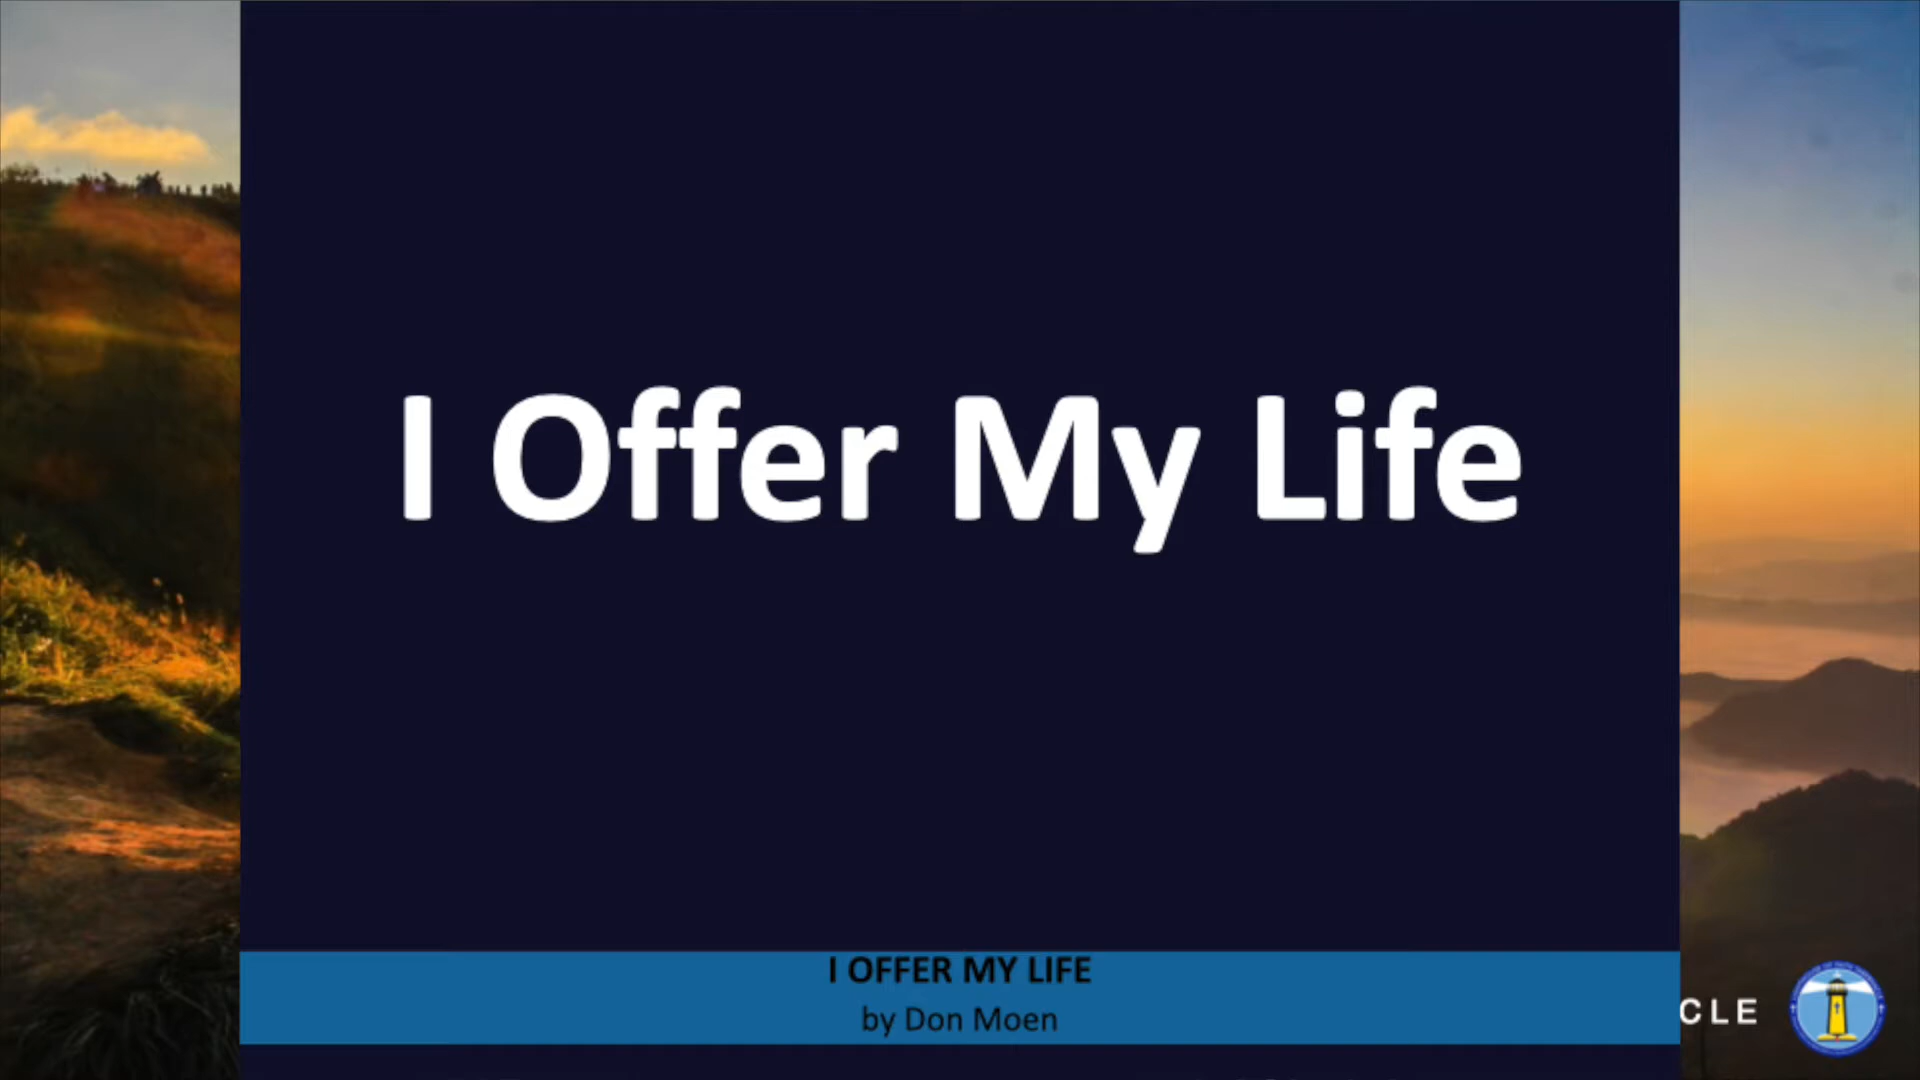 I Offer My Life
I OFFER MY LIFE
by Don Moen
CLE